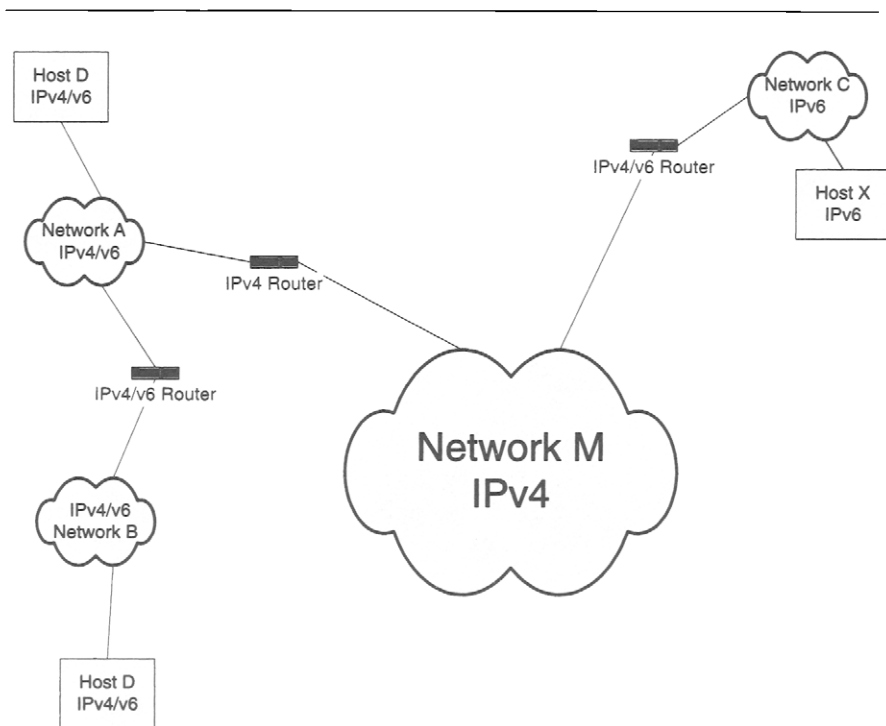 Host D
IPv4/v6
Network C
IPv6
IPv4/v6 Router
Host X
IPv6
Network A
IPv4/v6
IPv4 Router
IPv4/v6 Router
Network M
IPv4
IPv4/v6
Network B
Host D
IPv4/v6